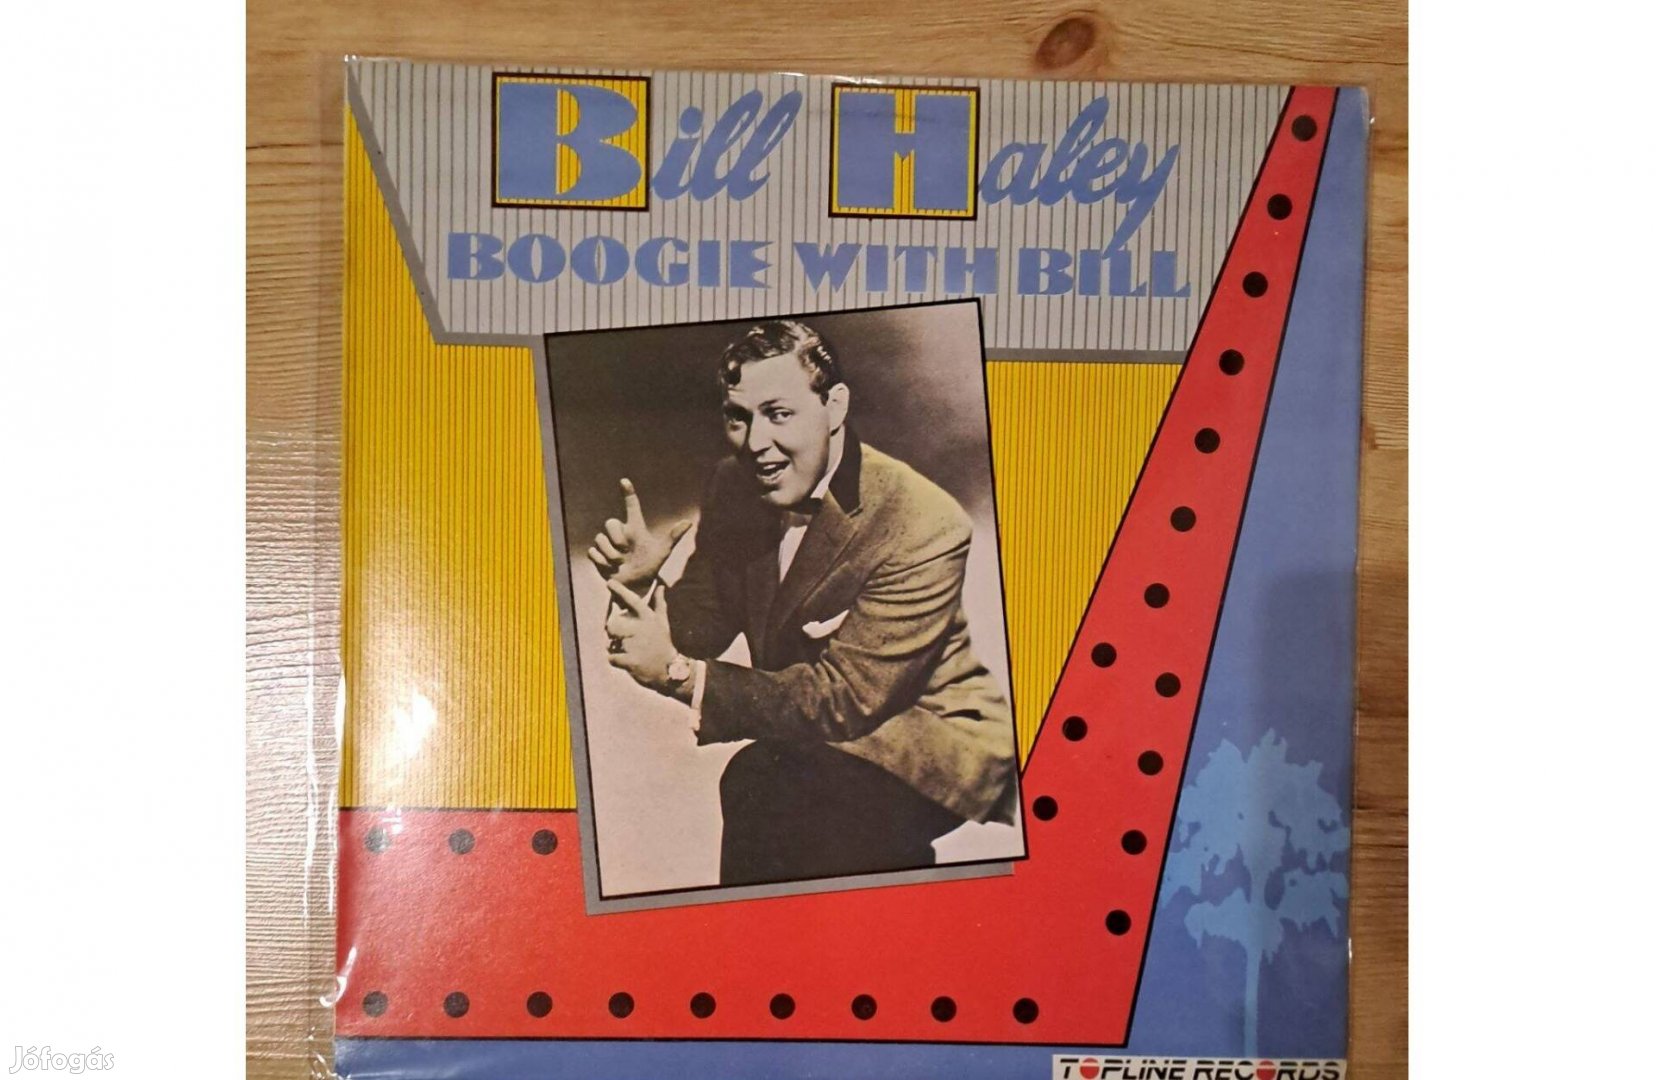 Bill Haley
BOOGIE WITH BILL
TOPLINE RECORDS
Jófogás